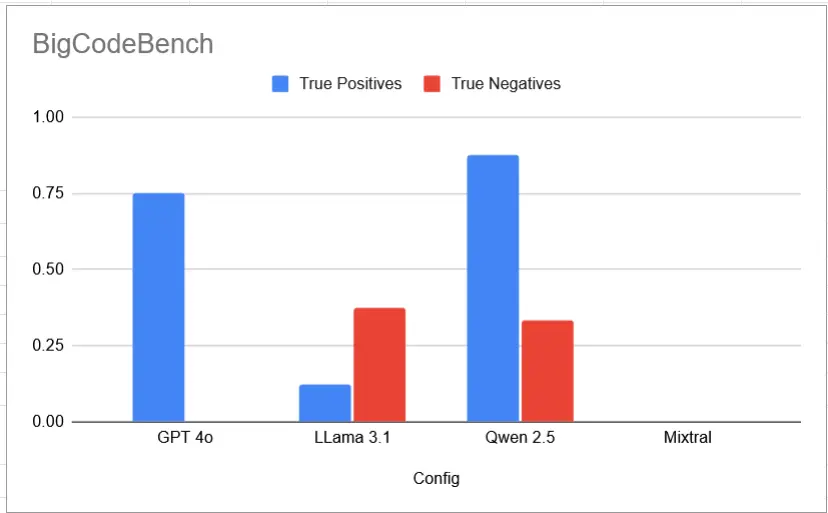 BigCodeBench
True Positives True Negatives
1.00
0.75
0.50
0.25
0.00
GPT 4o LLama 3.1 Qwen 2.5 Mixtral
Config